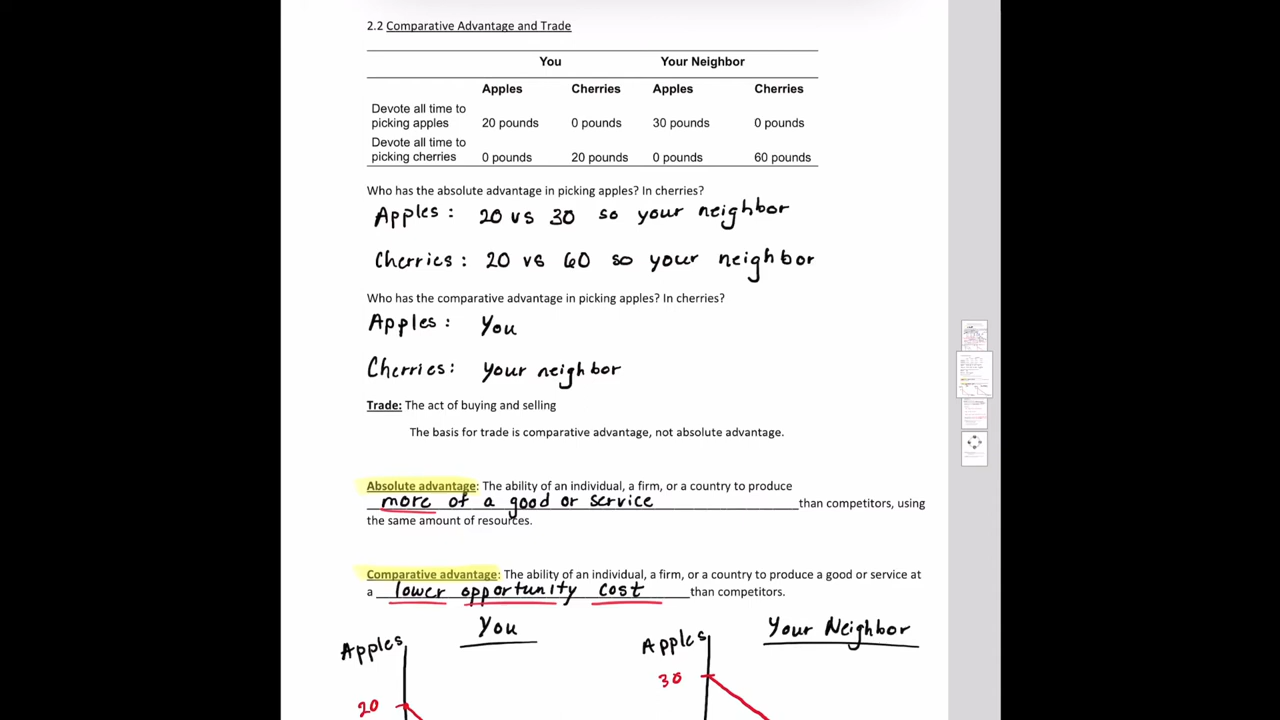 2.2 Comparative Advantage and Trade
You Your Neighbor
Apples Cherries Apples Cherries
Devote all time to
picking apples 20 pounds 0 pounds 30 pounds 0 pounds
Devote all time to
picking cherries 0 pounds 20 pounds 0 pounds 60 pounds
Who has the absolute advantage in picking apples? In cherries?
Apples: 20 vs 30 so your neighbor
Cherries: 20 vs 60 so your neighbor
Who has the comparative advantage in picking apples? In cherries?
Apples: You
Cherries: your neighbor
Trade: The act of buying and selling
The basis for trade is comparative advantage, not absolute advantage.
Absolute advantage: The ability of an individual, a firm, or a country to produce
more of a good or service than competitors, using
the same amount of resources.
Comparative advantage: The ability of an individual, a firm, or a country to produce a good or service at
a lower opportunity cost than competitors.
You Your Neighbor
Apples Apples
30
20